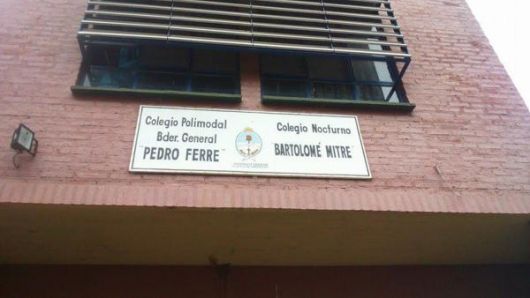 Colegio Polimodal
Bder. General
"PEDRO FERRE"
Colegio Nocturno
"BARTOLOMÉ MITRE"